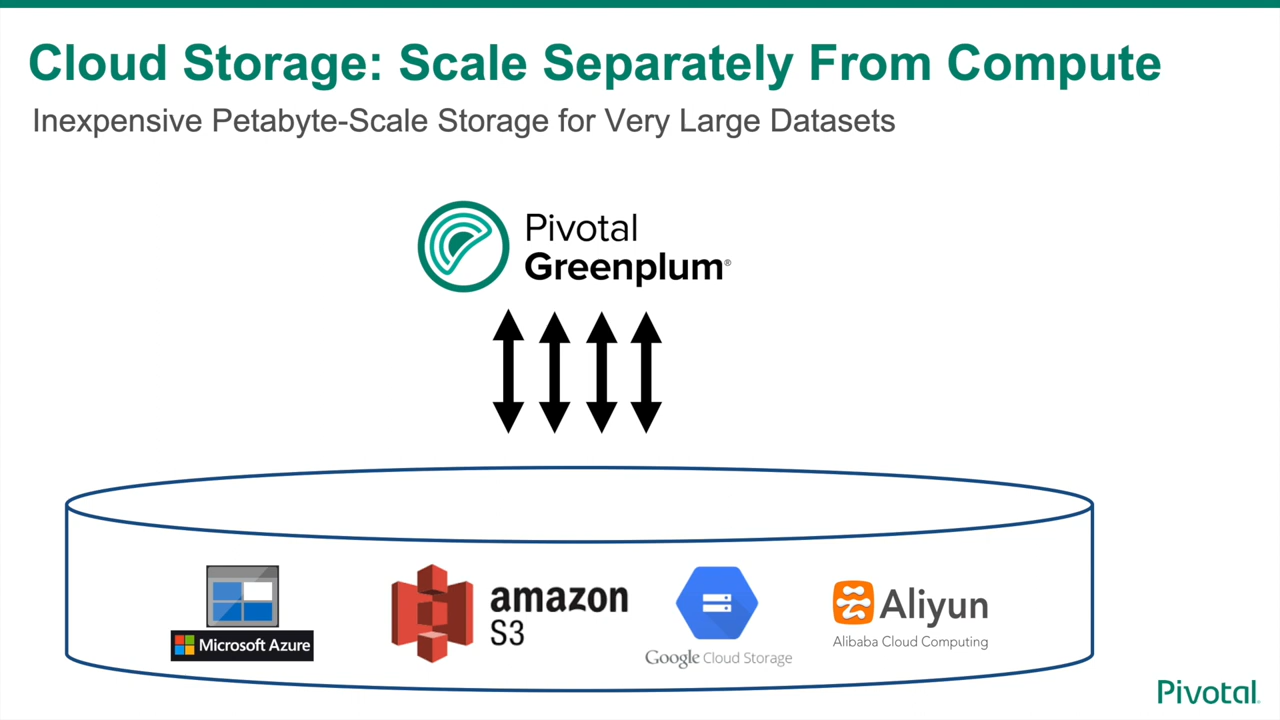 Cloud Storage: Scale Separately From Compute
Inexpensive Petabyte-Scale Storage for Very Large Datasets
Pivotal
Greenplum®
Microsoft Azure
amazon
S3
Google Cloud Storage
Aliyun
Alibaba Cloud Computing
Pivotal